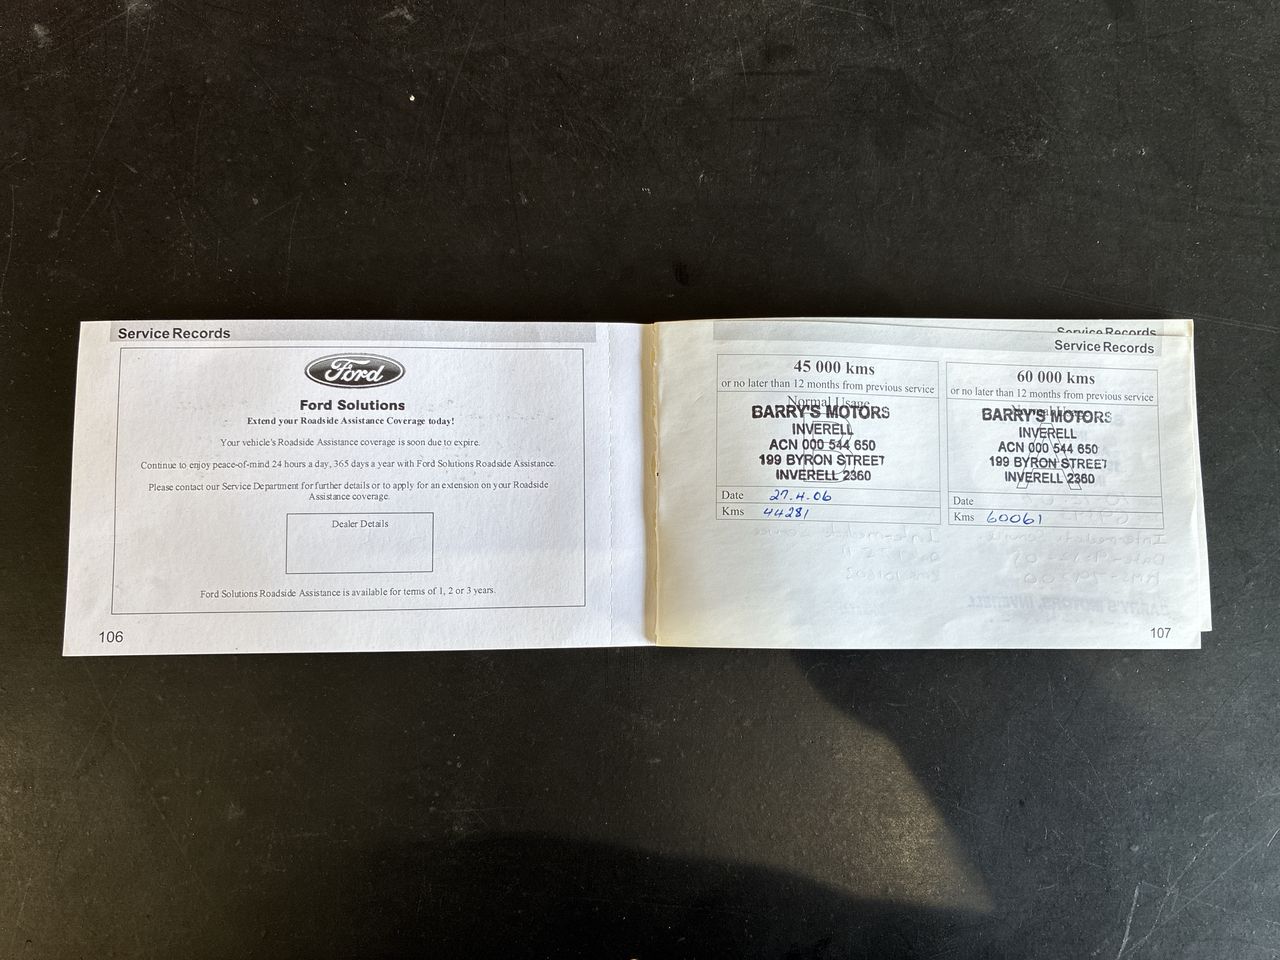 Service Records
Ford
Ford Solutions
Extend your Roadside Assistance Coverage today!
Your vehicle's Roadside Assistance coverage is soon due to expire.
Continue to enjoy peace-of-mind 24 hours a day, 365 days a year with Ford Solutions Roadside Assistance.
Please contact our Service Department for further details or to apply for an extension on your Roadside
Assistance coverage.
Dealer Details
Ford Solutions Roadside Assistance is available for terms of 1, 2 or 3 years.
106
Service Records
Service Records
45 000 kms
or no later than 12 months from previous service
Normal Usage
BARRY'S MOTORS
INVERELL
ACN 000 544 650
199 BYRON STREET
INVERELL 2360
Date 27.4.06
Kms 44281
60 000 kms
or no later than 12 months from previous service
Normal Usage
BARRY'S MOTORS
INVERELL
ACN 000 544 650
199 BYRON STREET
INVERELL 2360
Date
Kms 60061
107